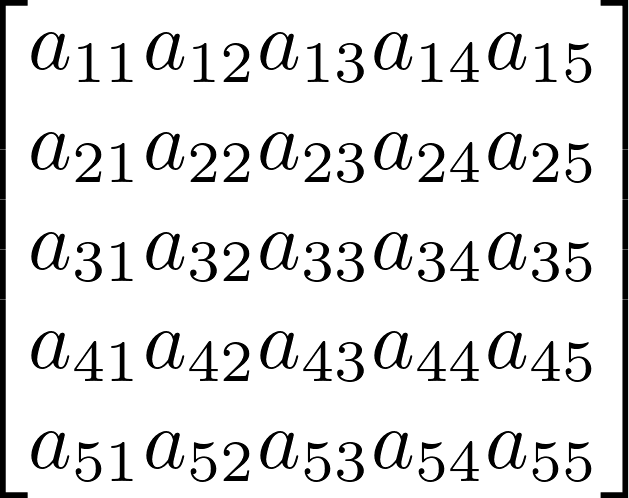 a₁₁ a₁₂ a₁₃ a₁₄ a₁₅
a₂₁ a₂₂ a₂₃ a₂₄ a₂₅
a₃₁ a₃₂ a₃₃ a₃₄ a₃₅
a₄₁ a₄₂ a₄₃ a₄₄ a₄₅
a₅₁ a₅₂ a₅₃ a₅₄ a₅₅